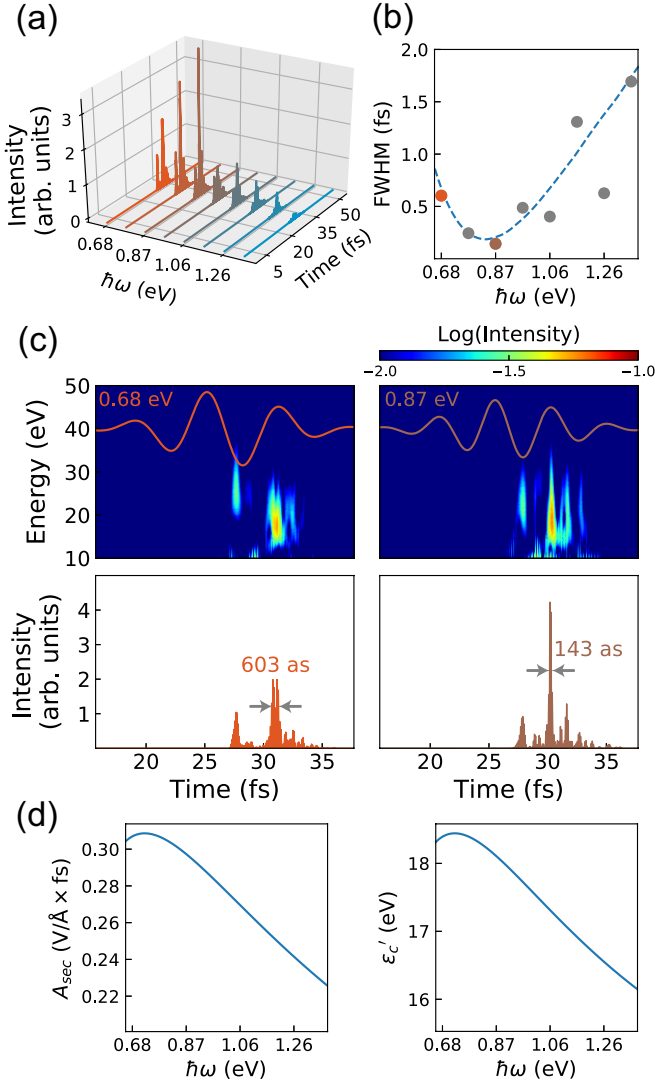 (a)
Intensity
(arb. units)
3
2
1
0
0.68
0.87
1.06
1.26
ħω (eV)
5
20
35
50
Time (fs)
(b)
FWHM (fs)
2.0
1.5
1.0
0.5
0.68
0.87
1.06
1.26
ħω (eV)
(c)
Log(Intensity)
−2.0
−1.5
−1.0
Energy (eV)
50
40
30
20
10
0.68 eV
0.87 eV
Intensity
(arb. units)
4
3
2
1
603 as
143 as
20
25
30
35
Time (fs)
20
25
30
35
Time (fs)
(d)
A_sec (V/Å × fs)
0.30
0.28
0.26
0.24
0.22
0.68
0.87
1.06
1.26
ħω (eV)
ε_c′ (eV)
18
17
16
0.68
0.87
1.06
1.26
ħω (eV)